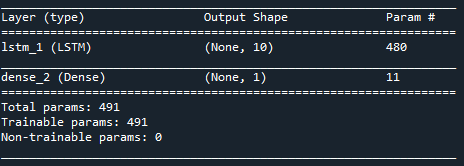 Layer (type) Output Shape Param #
=================================================================
lstm_1 (LSTM) (None, 10) 480
_________________________________________________________________
dense_2 (Dense) (None, 1) 11
=================================================================
Total params: 491
Trainable params: 491
Non-trainable params: 0
_________________________________________________________________